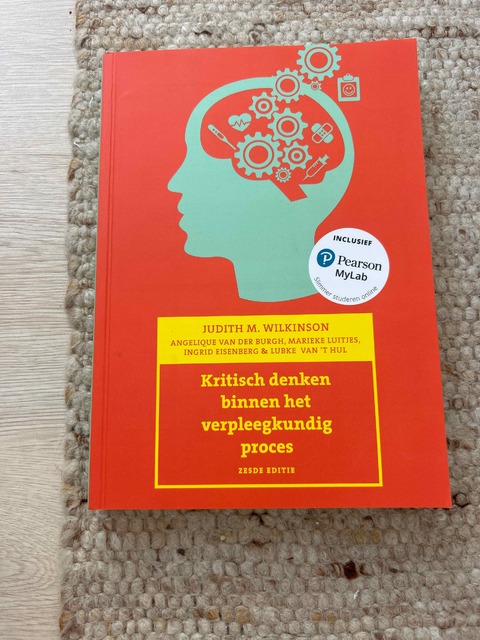 INCLUSIEF
Pearson
MyLab
Slimmer studeren online
JUDITH M. WILKINSON
ANGELIQUE VAN DER BURGH, MARIEKE LUITJES,
INGRID EISENBERG & LUBKE VAN 'T HUL
Kritisch denken
binnen het
verpleegkundig
proces
ZESDE EDITIE